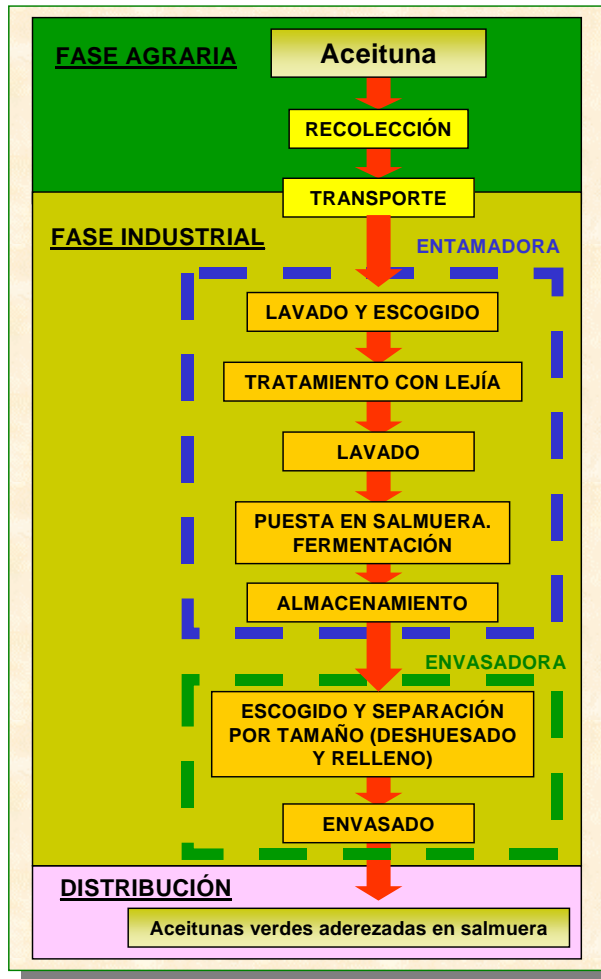 FASE AGRARIA
Aceituna
RECOLECCIÓN
TRANSPORTE
FASE INDUSTRIAL
ENTAMADORA
LAVADO Y ESCOGIDO
TRATAMIENTO CON LEJÍA
LAVADO
PUESTA EN SALMUERA.
FERMENTACIÓN
ALMACENAMIENTO
ENVASADORA
ESCOGIDO Y SEPARACIÓN
POR TAMAÑO (DESHUESADO
Y RELLENO)
ENVASADO
DISTRIBUCIÓN
Aceitunas verdes aderezadas en salmuera